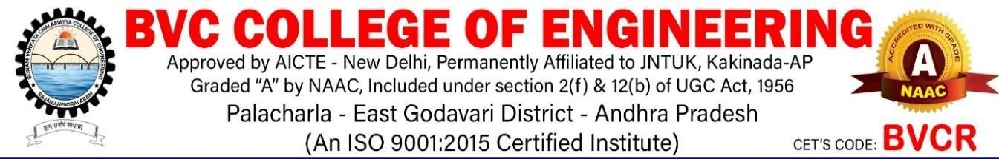 BONAM VENKATA CHALAMAYYA COLLEGE OF ENGINEERING
RAJAMAHENDRAVARAM
BVC COLLEGE OF ENGINEERING
Approved by AICTE - New Delhi, Permanently Affiliated to JNTUK, Kakinada-AP
Graded “A” by NAAC, Included under section 2(f) & 12(b) of UGC Act, 1956
Palacharla - East Godavari District - Andhra Pradesh
(An ISO 9001:2015 Certified Institute)
ACCREDITED WITH GRADE
A
NAAC
CET'S CODE: BVCR